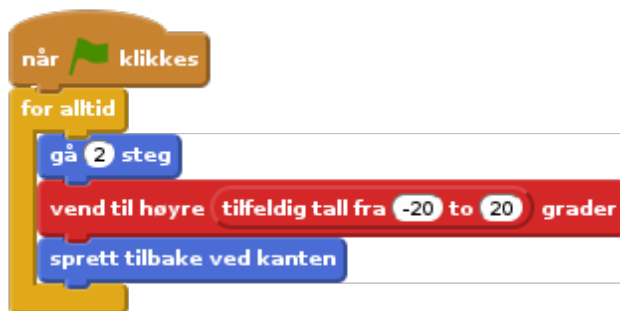 når klikkes
for alltid
gå 2 steg
vend til høyre tilfeldig tall fra -20 to 20 grader
sprett tilbake ved kanten